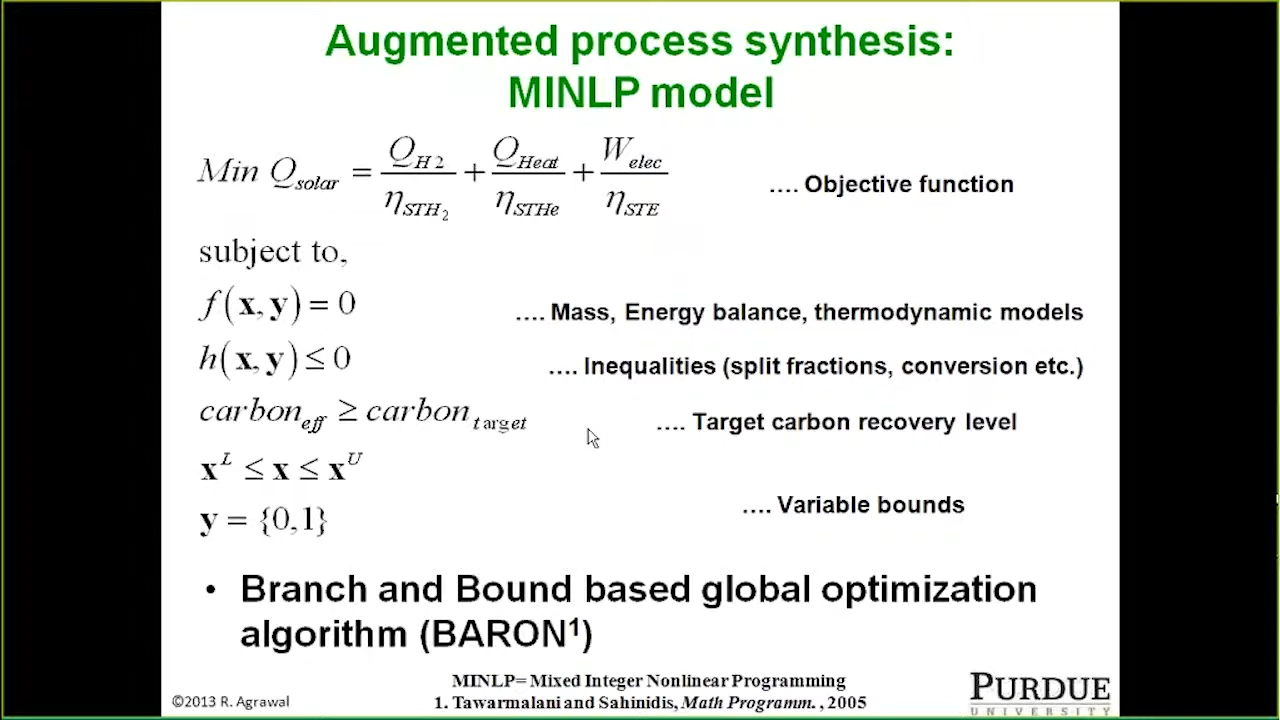 Augmented process synthesis:
MINLP model
Min Q_solar = Q_H2/η_STH₂ + Q_Heat/η_STHe + W_elec/η_STE
.... Objective function
subject to,
f(x,y) = 0
.... Mass, Energy balance, thermodynamic models
h(x,y) ≤ 0
.... Inequalities (split fractions, conversion etc.)
carbon_eff ≥ carbon_target
.... Target carbon recovery level
x^L ≤ x ≤ x^U
y = {0,1}
.... Variable bounds
• Branch and Bound based global optimization
algorithm (BARON¹)
MINLP= Mixed Integer Nonlinear Programming
1. Tawarmalani and Sahinidis, Math Programm. , 2005
©2013 R. Agrawal
PURDUE
UNIVERSITY